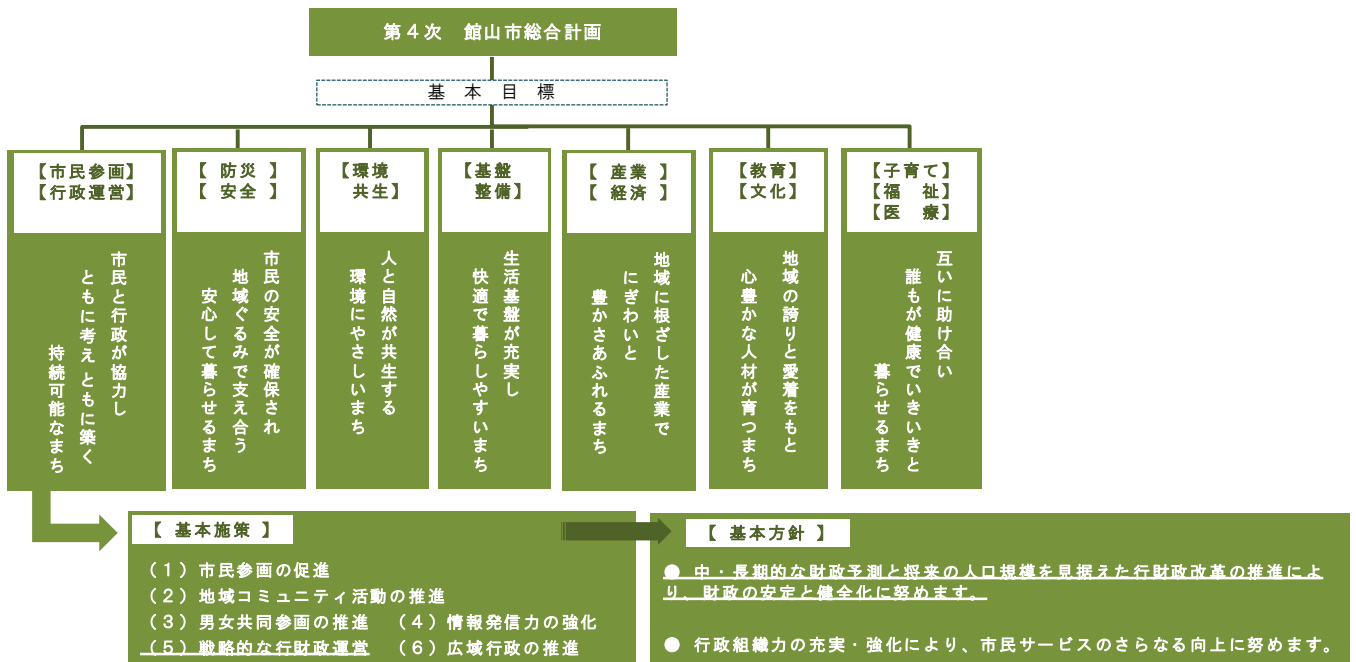 第４次　館山市総合計画
基　本　目　標
【市民参画】
【行政運営】
市民と行政が協力し
ともに考え ともに築く
持続可能なまち
【 防災 】
【 安全 】
市民の安全が確保され
地域ぐるみで支え合う
安心して暮らせるまち
【環境
共生】
人と自然が共生する
環境にやさしいまち
【基盤
整備】
生活基盤が充実し
快適で暮らしやすいまち
【 産業 】
【 経済 】
地域に根ざした産業で
にぎわいと
豊かさあふれるまち
【教育】
【文化】
地域の誇りと愛着をもと
心豊かな人材が育つまち
【子育て】
【福　祉】
【医　療】
互いに助け合い
誰もが健康でいきいきと
暮らせるまち
【 基本施策 】
（１）市民参画の促進
（２）地域コミュニティ活動の推進
（３）男女共同参画の推進　（４）情報発信力の強化
（５）戦略的な行財政運営　（６）広域行政の推進
【 基本方針 】
● 中・長期的な財政予測と将来の人口規模を見据えた行財政改革の推進によ
り、財政の安定と健全化に努めます。
● 行政組織力の充実・強化により、市民サービスのさらなる向上に努めます。